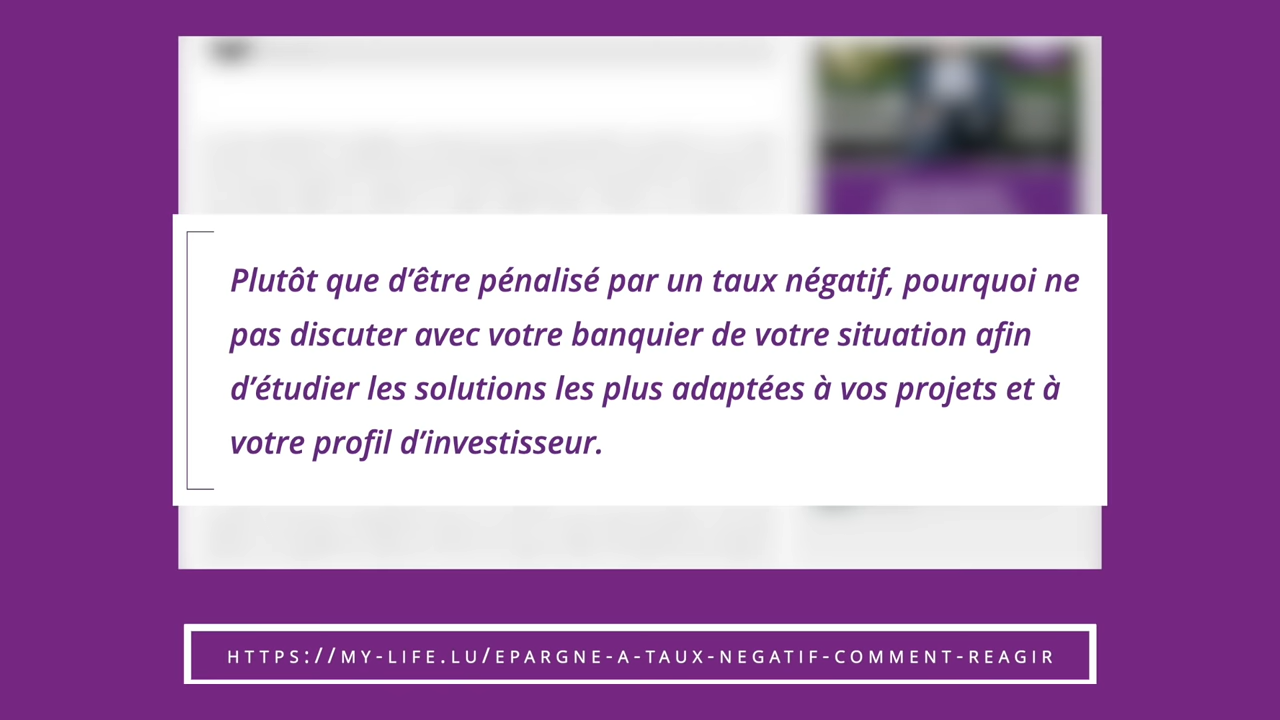 Plutôt que d’être pénalisé par un taux négatif, pourquoi ne
pas discuter avec votre banquier de votre situation afin
d’étudier les solutions les plus adaptées à vos projets et à
votre profil d’investisseur.
HTTPS://MY-LIFE.LU/EPARGNE-A-TAUX-NEGATIF-COMMENT-REAGIR